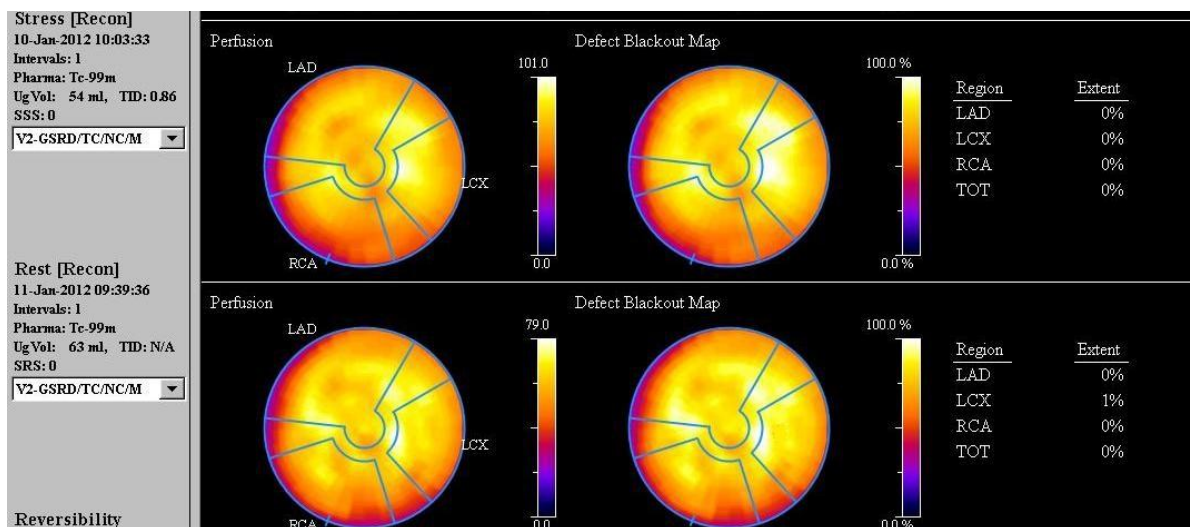 Stress [Recon]
10-Jan-2012 10:03:33
Intervals: 1
Pharma: Tc-99m
UgVol: 54 ml, TID: 0.86
SSS: 0
V2-GSRD/TC/NC/M
Perfusion
LAD
LCX
RCA
101.0
0.0
Defect Blackout Map
100.0 %
0.0 %
Region Extent
LAD 0%
LCX 0%
RCA 0%
TOT 0%
Rest [Recon]
11-Jan-2012 09:39:36
Intervals: 1
Pharma: Tc-99m
UgVol: 63 ml, TID: N/A
SRS: 0
V2-GSRD/TC/NC/M
Perfusion
LAD
LCX
RCA
79.0
0.0
Defect Blackout Map
100.0 %
0.0 %
Region Extent
LAD 0%
LCX 1%
RCA 0%
TOT 0%
Reversibility